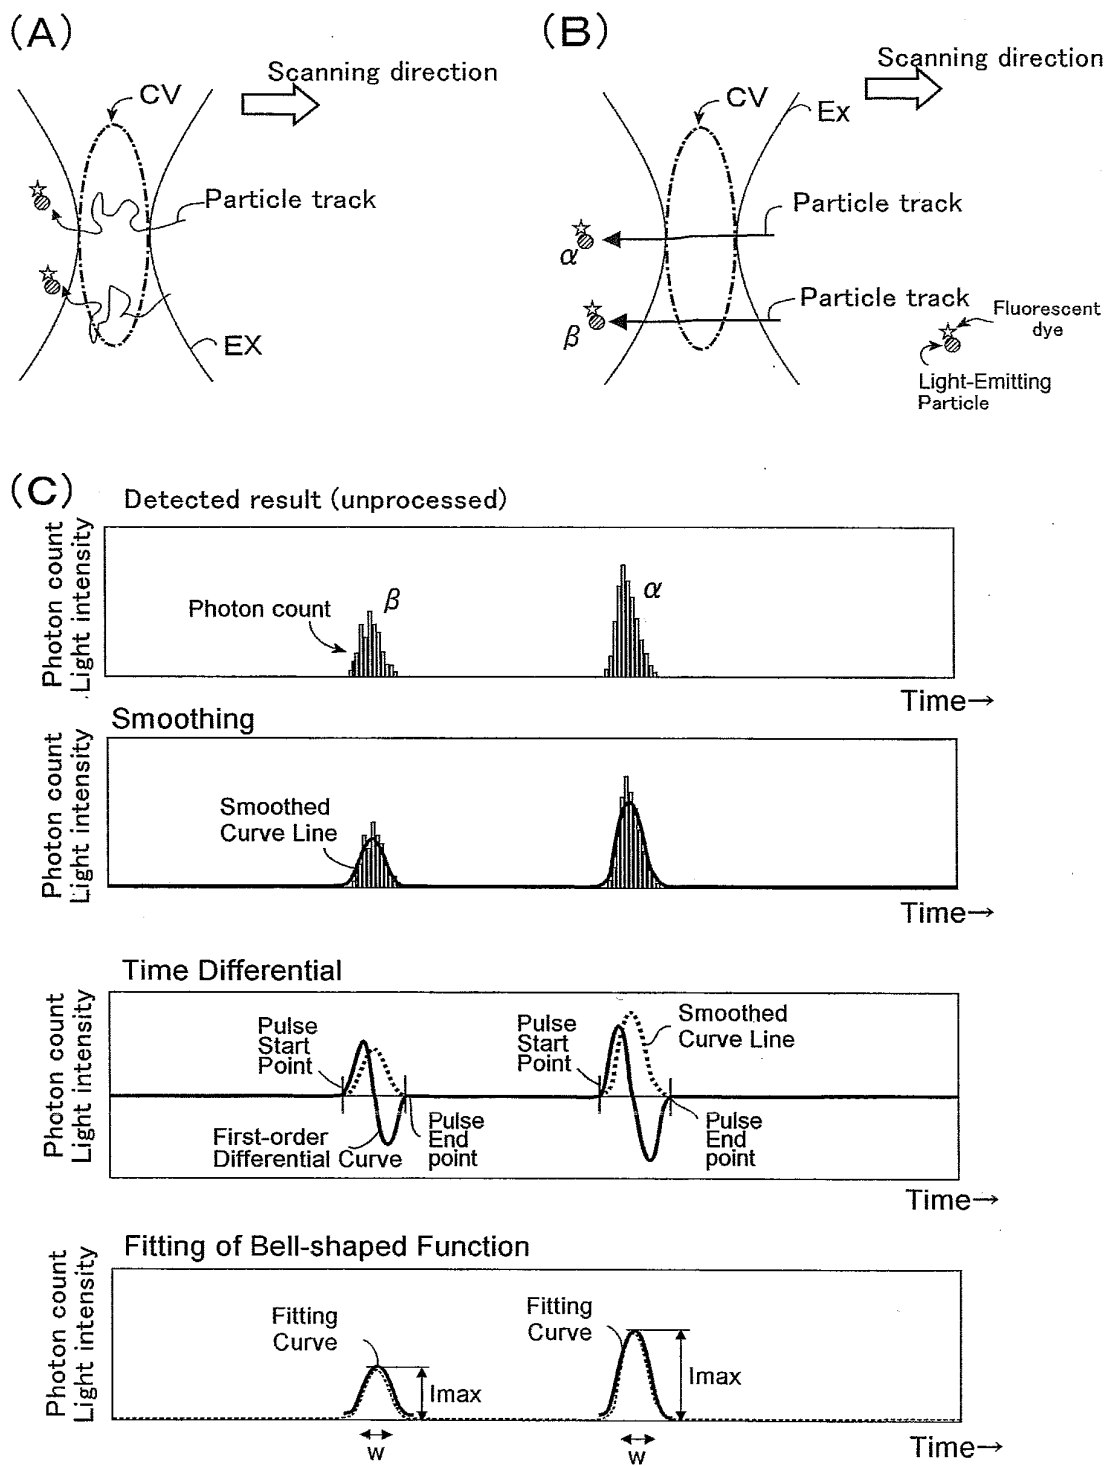 (A)
Scanning direction
CV
Particle track
EX
(B)
Scanning direction
CV
Ex
Particle track
α
Particle track
β
Fluorescent
dye
Light-Emitting
Particle
(C)
Detected result (unprocessed)
Photon count
Light intensity
Photon count
β
α
Time→
Smoothing
Photon count
Light intensity
Smoothed
Curve Line
Time→
Time Differential
Photon count
Light intensity
Pulse
Start
Point
First-order
Differential Curve
Pulse
End
point
Pulse
Start
Point
Smoothed
Curve Line
Pulse
End
point
Time→
Fitting of Bell-shaped Function
Photon count
Light intensity
Fitting
Curve
Imax
w
Fitting
Curve
Imax
w
Time→